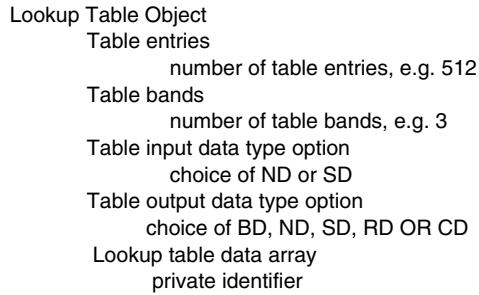 Lookup Table Object
Table entries
number of table entries, e.g. 512
Table bands
number of table bands, e.g. 3
Table input data type option
choice of ND or SD
Table output data type option
choice of BD, ND, SD, RD OR CD
Lookup table data array
private identifier